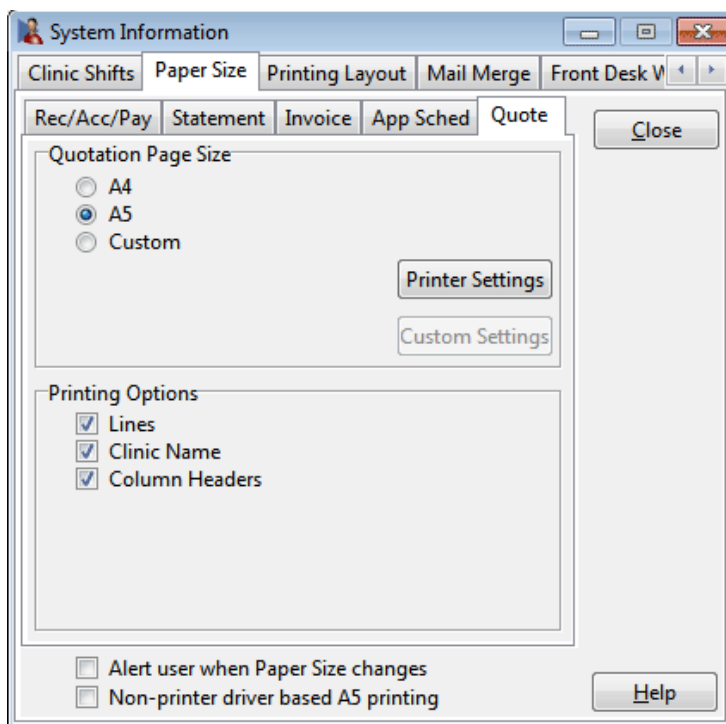 System Information
Clinic Shifts Paper Size Printing Layout Mail Merge Front Desk W
Rec/Acc/Pay Statement Invoice App Sched Quote
Close
Quotation Page Size
A4
A5
Custom
Printer Settings
Custom Settings
Printing Options
Lines
Clinic Name
Column Headers
Alert user when Paper Size changes
Non-printer driver based A5 printing
Help